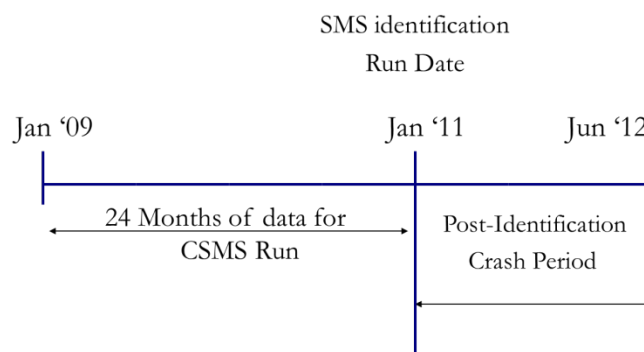 SMS identification
Run Date
Jan ‘09
Jan ‘11
Jun ‘12
24 Months of data for
CSMS Run
Post-Identification
Crash Period